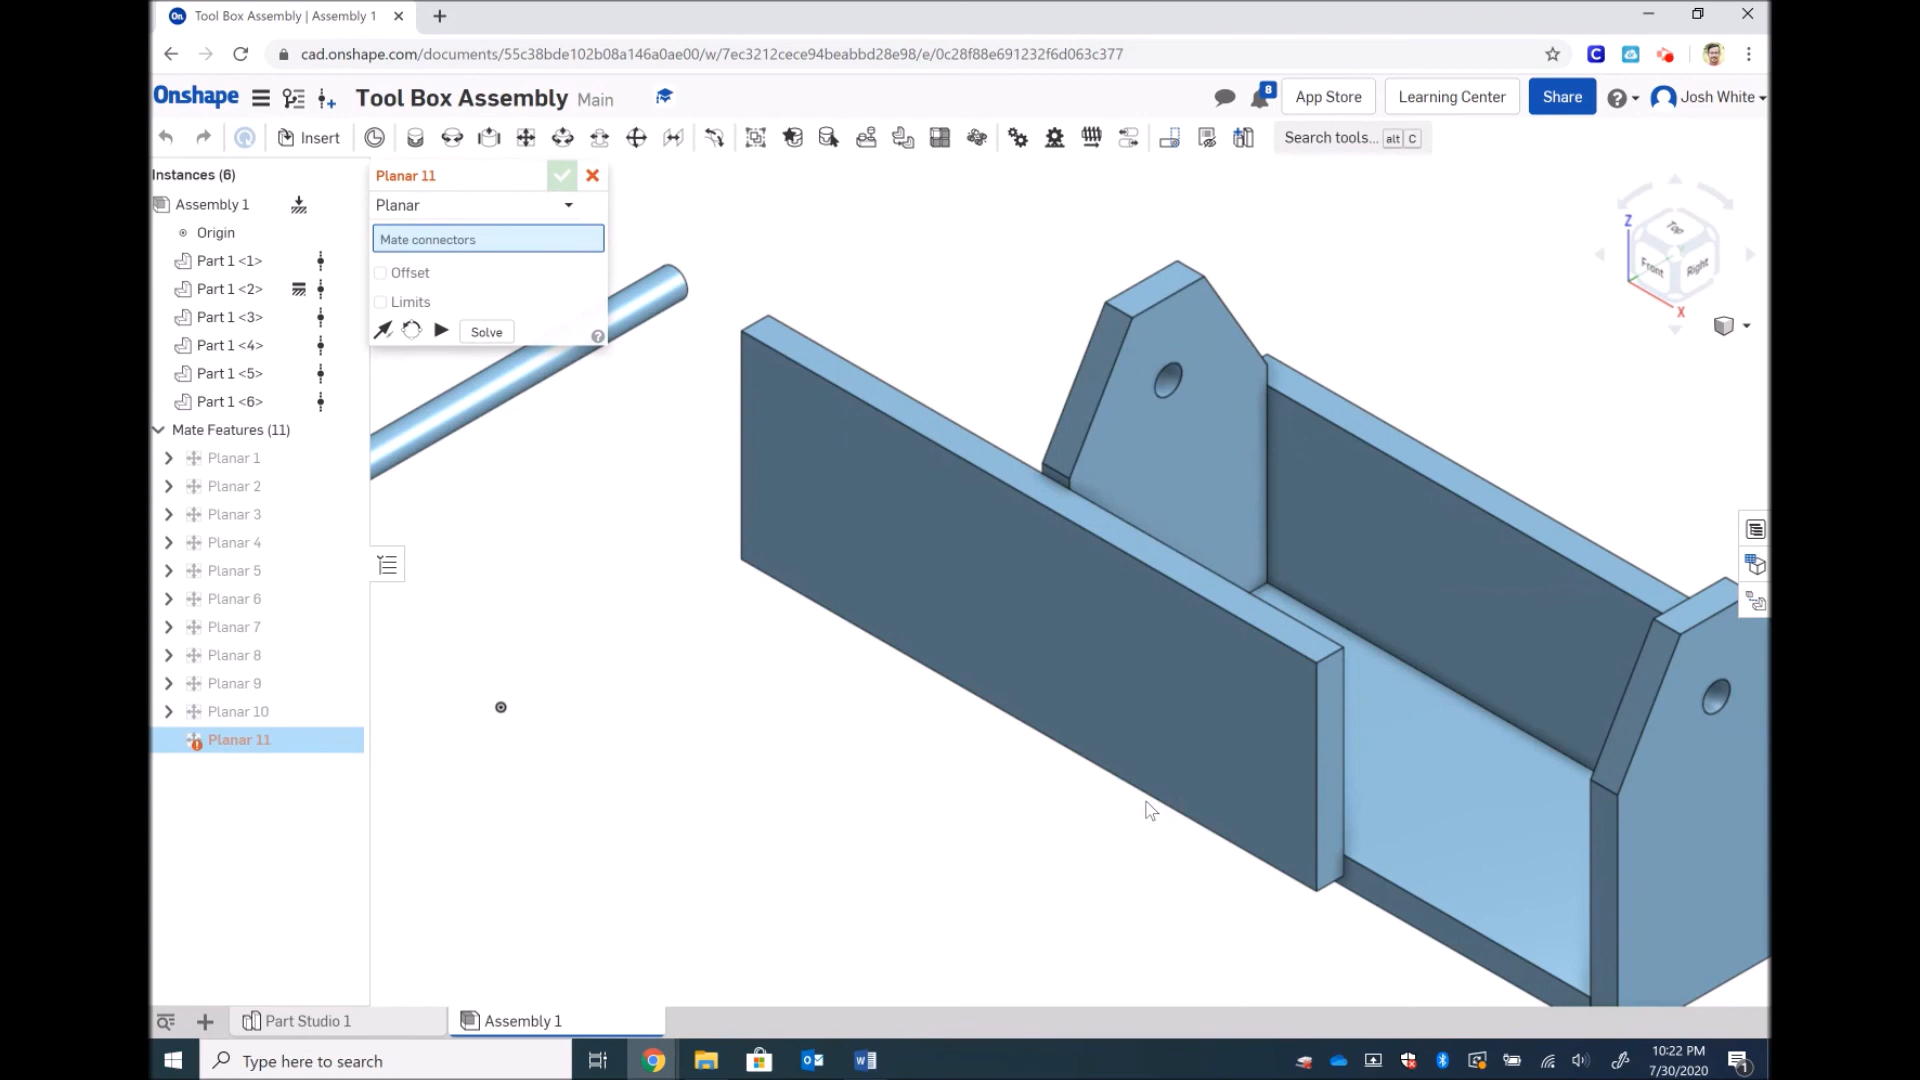 Tool Box Assembly | Assembly 1
cad.onshape.com/documents/55c38bde102b08a146a0ae00/w/7ec3212cece94beabbd28e98/e/0c28f88e691232f6d063c377
Onshape
Tool Box Assembly Main
8
App Store
Learning Center
Share
Josh White
Insert
Search tools... alt C
Instances (6)
Assembly 1
Origin
Part 1 <1>
Part 1 <2>
Part 1 <3>
Part 1 <4>
Part 1 <5>
Part 1 <6>
Mate Features (11)
Planar 1
Planar 2
Planar 3
Planar 4
Planar 5
Planar 6
Planar 7
Planar 8
Planar 9
Planar 10
Planar 11
Planar 11
Planar
Mate connectors
Offset
Limits
Solve
Z
Top
Front
Right
X
Part Studio 1
Assembly 1
Type here to search
10:22 PM
7/30/2020
1